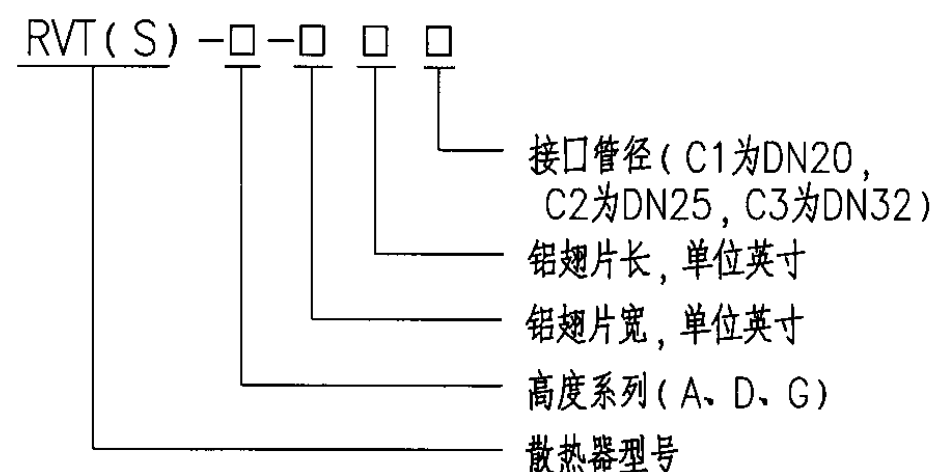 RVT(S)-□-□ □ □
接口管径(C1为DN20,
C2为DN25,C3为DN32)
铝翅片长,单位英寸
铝翅片宽,单位英寸
高度系列(A、D、G)
散热器型号